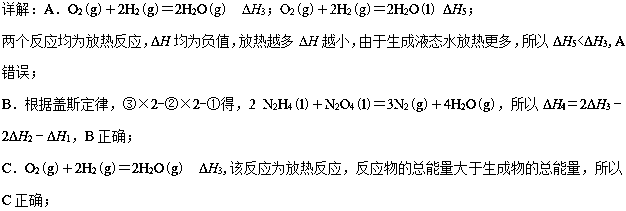 详解：A．O2(g)+2H2(g)＝2H2O(g)　ΔH3；O2(g)+2H2(g)＝2H2O(l) ΔH5；
两个反应均为放热反应，ΔH 均为负值，放热越多 ΔH 越小，由于生成液态水放热更多，所以 ΔH5<ΔH3，A
错误；
B．根据盖斯定律，③×2-②×2-①得，2 N2H4(l)+N2O4(l)＝3N2(g)+4H2O(g)，所以 ΔH4＝2ΔH3－
2ΔH2－ΔH1，B 正确；
C．O2(g)+2H2(g)＝2H2O(g)　ΔH3，该反应为放热反应，反应物的总能量大于生成物的总能量，所以
C 正确；